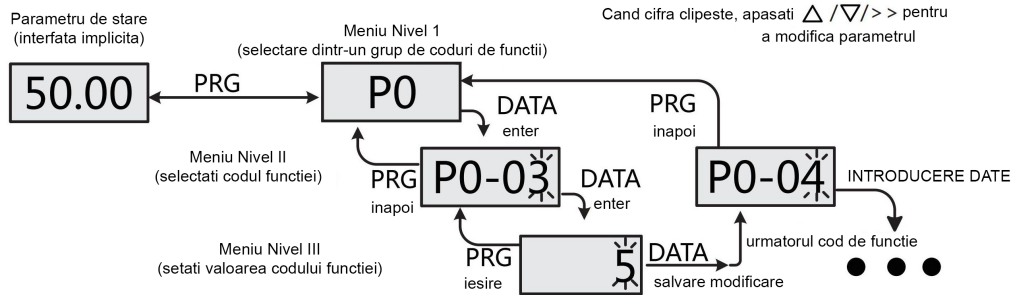 Parametru de stare
(interfata implicita)
Cand cifra clipeste, apasati △ /▽/> > pentru
a modifica parametrul
Meniu Nivel 1
(selectare dintr-un grup de coduri de functii)
50.00
PRG
P0
DATA
enter
PRG
inapoi
Meniu Nivel II
(selectati codul functiei)
PRG
inapoi
P0-03
DATA
enter
P0-04
INTRODUCERE DATE
Meniu Nivel III
(setati valoarea codului functiei)
PRG
iesire
5
DATA
salvare modificare
urmatorul cod de functie